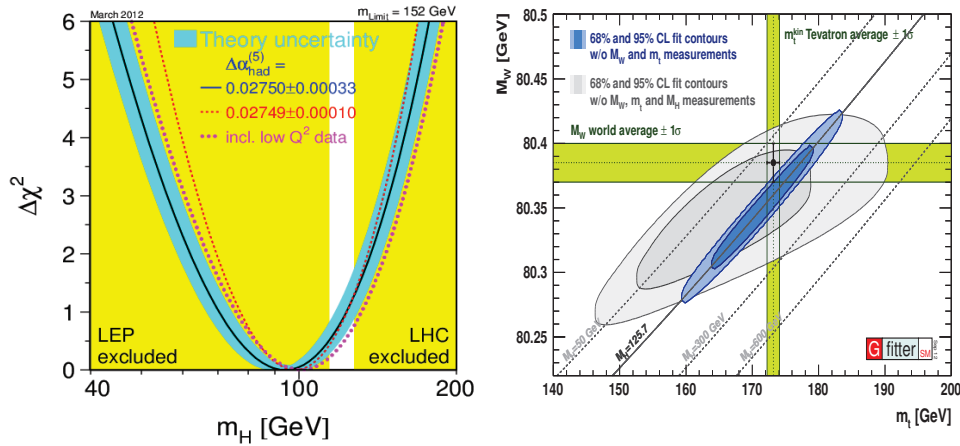 March 2012
m_Limit = 152 GeV
Theory uncertainty
Δα_had^(5) =
0.02750±0.00033
0.02749±0.00010
incl. low Q² data
LEP excluded
LHC excluded
Δχ²
6
5
4
3
2
1
0
40
100
200
m_H [GeV]
M_W [GeV]
80.5
80.45
80.4
80.35
80.3
80.25
68% and 95% CL fit contours
w/o M_W and m_t measurements
68% and 95% CL fit contours
w/o M_W, m_t and M_H measurements
m_t^kin Tevatron average ± 1σ
M_W world average ± 1σ
M_H=50 GeV
M_H=125.7
M_H=300 GeV
M_H=600 GeV
G fitter SM
Sep 12
140
150
160
170
180
190
200
m_t [GeV]